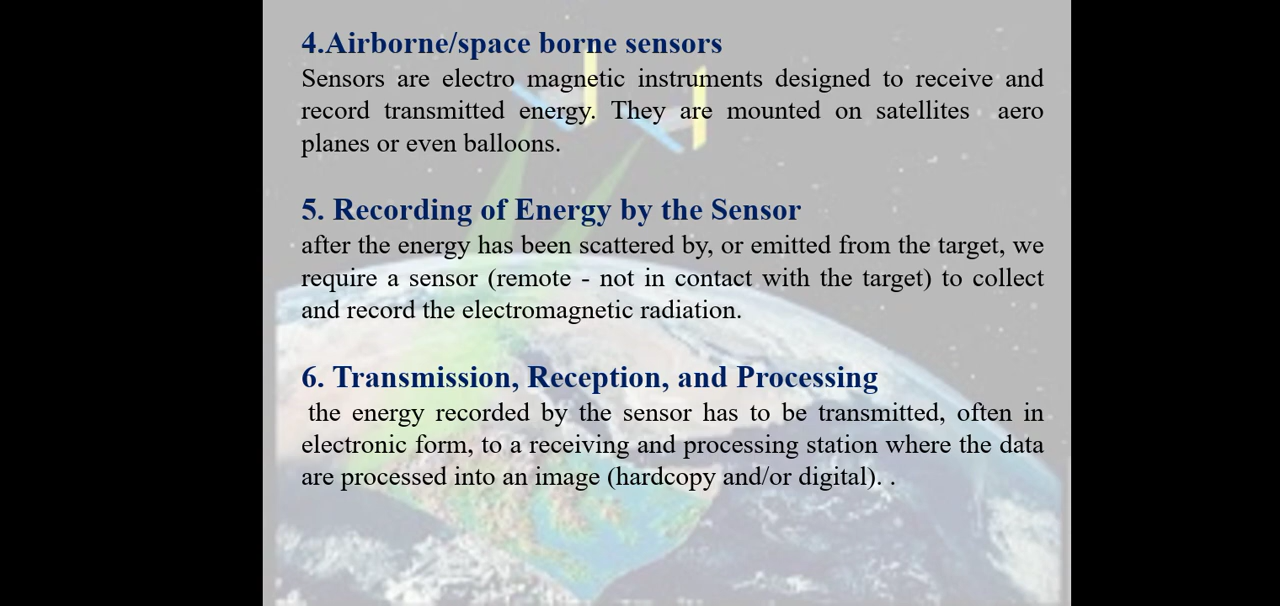 4.Airborne/space borne sensors
Sensors are electro magnetic instruments designed to receive and
record transmitted energy. They are mounted on satellites aero
planes or even balloons.
5. Recording of Energy by the Sensor
after the energy has been scattered by, or emitted from the target, we
require a sensor (remote - not in contact with the target) to collect
and record the electromagnetic radiation.
6. Transmission, Reception, and Processing
the energy recorded by the sensor has to be transmitted, often in
electronic form, to a receiving and processing station where the data
are processed into an image (hardcopy and/or digital). .